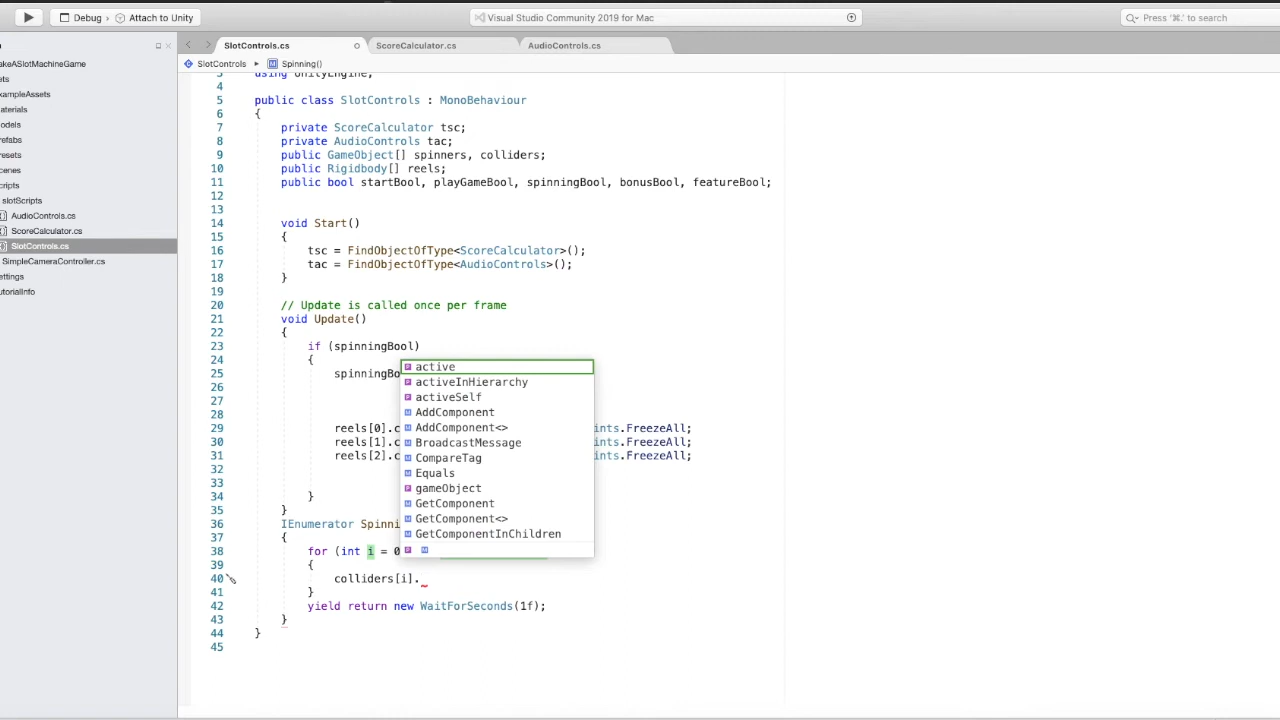 Debug › Attach to Unity
Visual Studio Community 2019 for Mac
Press '⌘.' to search
SlotControls.cs
ScoreCalculator.cs
AudioControls.cs
SlotControls ▸ Spinning()
akeASlotMachineGame
ets
xampleAssets
aterials
odels
refabs
resets
cenes
cripts
slotScripts
AudioControls.cs
ScoreCalculator.cs
SlotControls.cs
SimpleCameraController.cs
ettings
utorialInfo
3 using UnityEngine;
4
5 public class SlotControls : MonoBehaviour
6 {
7 private ScoreCalculator tsc;
8 private AudioControls tac;
9 public GameObject[] spinners, colliders;
10 public Rigidbody[] reels;
11 public bool startBool, playGameBool, spinningBool, bonusBool, featureBool;
12
13
14 void Start()
15 {
16 tsc = FindObjectOfType<ScoreCalculator>();
17 tac = FindObjectOfType<AudioControls>();
18 }
19
20 // Update is called once per frame
21 void Update()
22 {
23 if (spinningBool)
24 {
25 spinningBo
26
27
28
29 reels[0].c ints.FreezeAll;
30 reels[1].c ints.FreezeAll;
31 reels[2].c ints.FreezeAll;
32
33
34 }
35 }
36 IEnumerator Spinni
37 {
38 for (int i = 0
39 {
40 colliders[i].
41 }
42 yield return new WaitForSeconds(1f);
43 }
44 }
45
active
activeInHierarchy
activeSelf
AddComponent
AddComponent<>
BroadcastMessage
CompareTag
Equals
gameObject
GetComponent
GetComponent<>
GetComponentInChildren